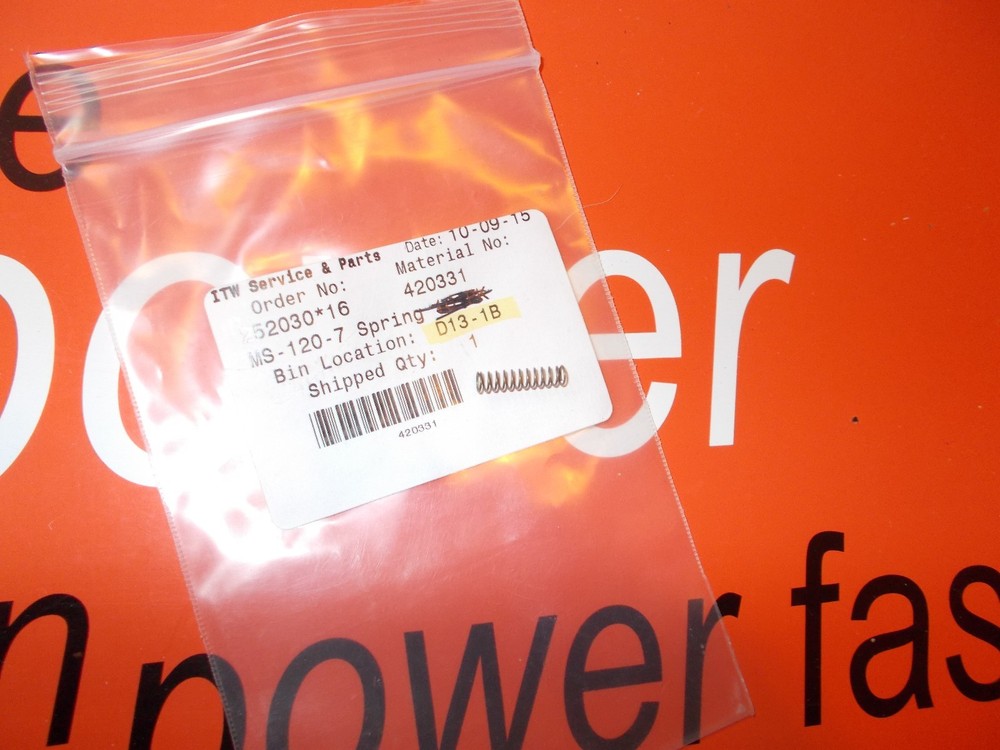 e
power
n power fas
ITW Service & Parts
Date: 10-09-15
Order No:
Material No:
52030*16
420331
MS-120-7 Spring
Bin Location: D13-1B
Shipped Qty: 1
420331